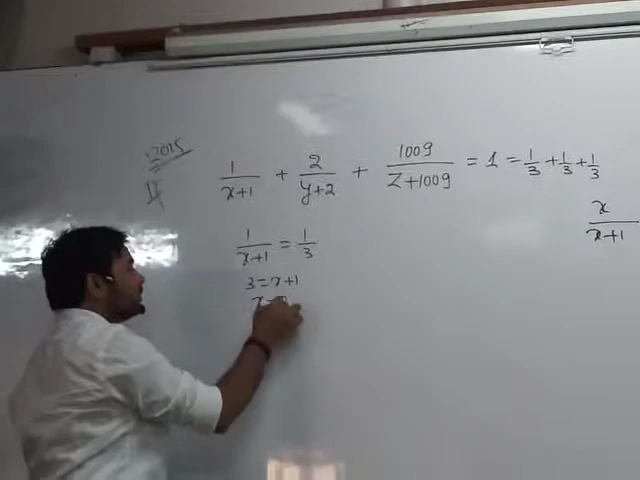 2015
1/(x+1) + 2/(y+2) + 1009/(z+1009) = 1 = 1/3 + 1/3 + 1/3
x/(x+1)
1/(x+1) = 1/3
3 = x+1
x =